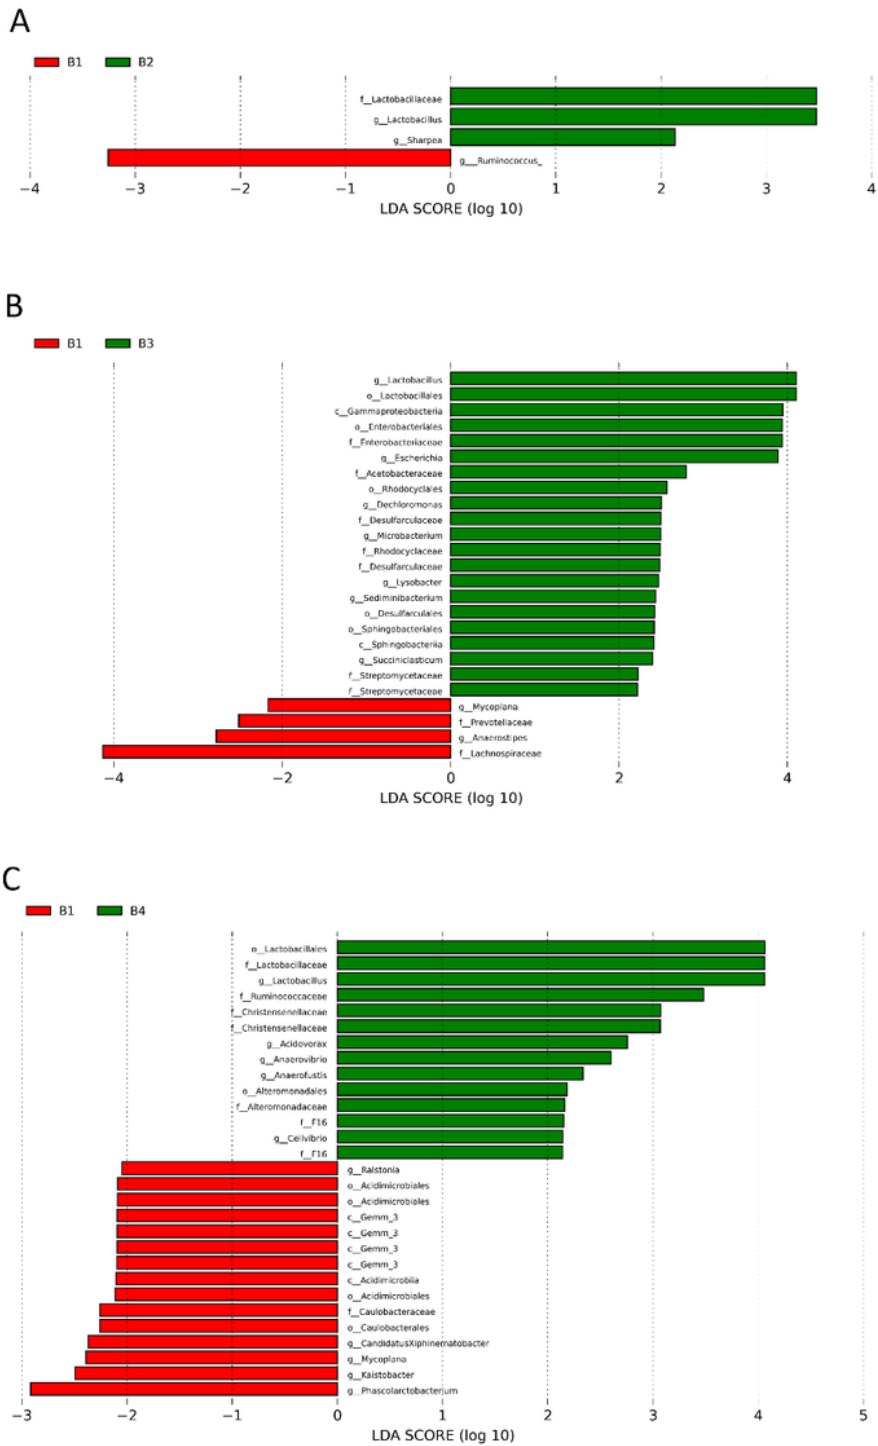 A
B1 B2
f__Lactobacillaceae
g__Lactobacillus
g__Sharpea
g___Ruminococcus_
−4 −3 −2 −1 0 1 2 3 4
LDA SCORE (log 10)
B
B1 B3
g__Lactobacillus
o__Lactobacillales
c__Gammaproteobacteria
o__Enterobacteriales
f__Enterobacteriaceae
g__Escherichia
f__Acetobacteraceae
o__Rhodocyclales
g__Dechloromonas
f__Desulfarculaceae
g__Microbacterium
f__Rhodocyclaceae
f__Desulfarculaceae
g__Lysobacter
g__Sediminibacterium
o__Desulfarculales
o__Sphingobacteriales
c__Sphingobacteriia
g__Succiniclasticum
f__Streptomycetaceae
f__Streptomycetaceae
g__Mycoplana
f__Prevotellaceae
g__Anaerostipes
f__Lachnospiraceae
−4 −2 0 2 4
LDA SCORE (log 10)
C
B1 B4
o__Lactobacillales
f__Lactobacillaceae
g__Lactobacillus
f__Ruminococcaceae
f__Christensenellaceae
f__Christensenellaceae
g__Acidovorax
g__Anaerovibrio
g__Anaerofustis
o__Alteromonadales
f__Alteromonadaceae
f__F16
g__Cellvibrio
f__F16
g__Ralstonia
o__Acidimicrobiales
o__Acidimicrobiales
c__Gemm_3
c__Gemm_3
c__Gemm_3
c__Gemm_3
c__Acidimicrobiia
o__Acidimicrobiales
f__Caulobacteraceae
o__Caulobacterales
g__CandidatusXiphinematobacter
g__Mycoplana
g__Kaistobacter
g__Phascolarctobacterium
−3 −2 −1 0 1 2 3 4 5
LDA SCORE (log 10)